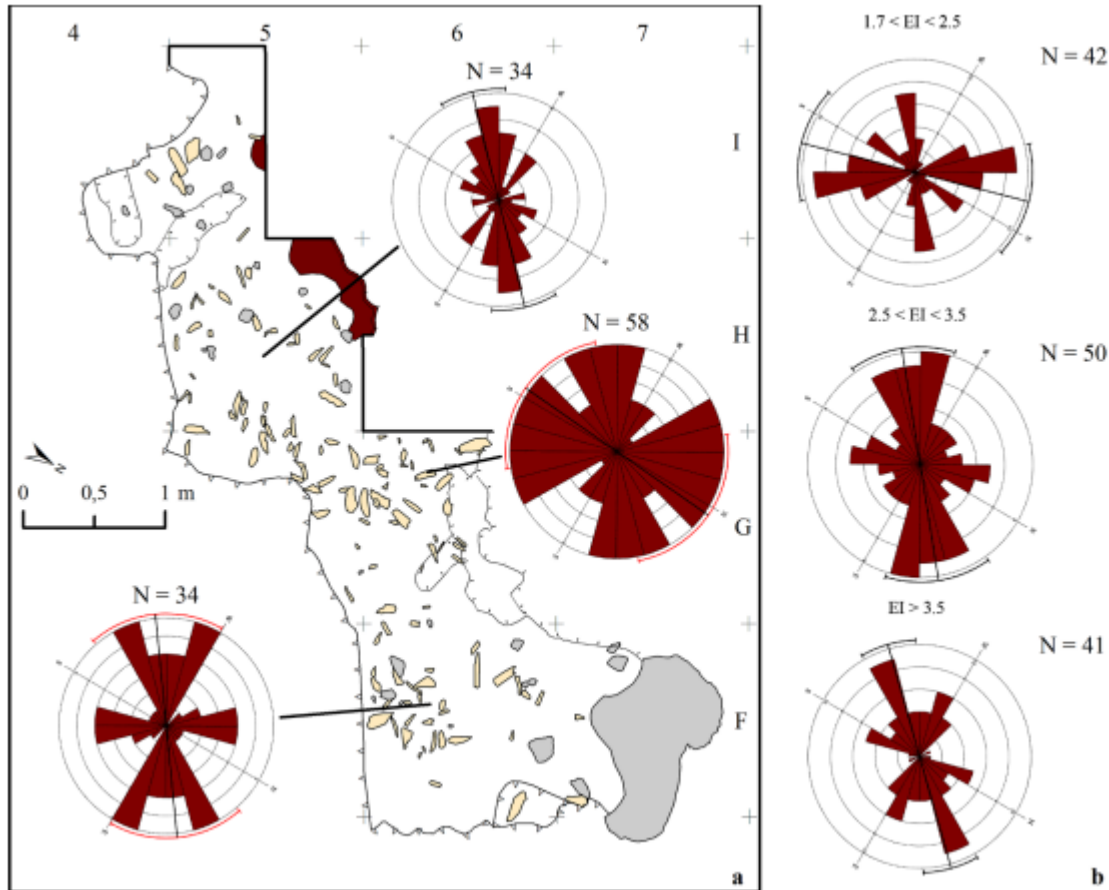 4 5 6 7
N = 34
I
H
N = 58
G
0 0,5 1 m
N = 34
F
a
1.7 < EI < 2.5
N = 42
2.5 < EI < 3.5
N = 50
EI > 3.5
N = 41
b